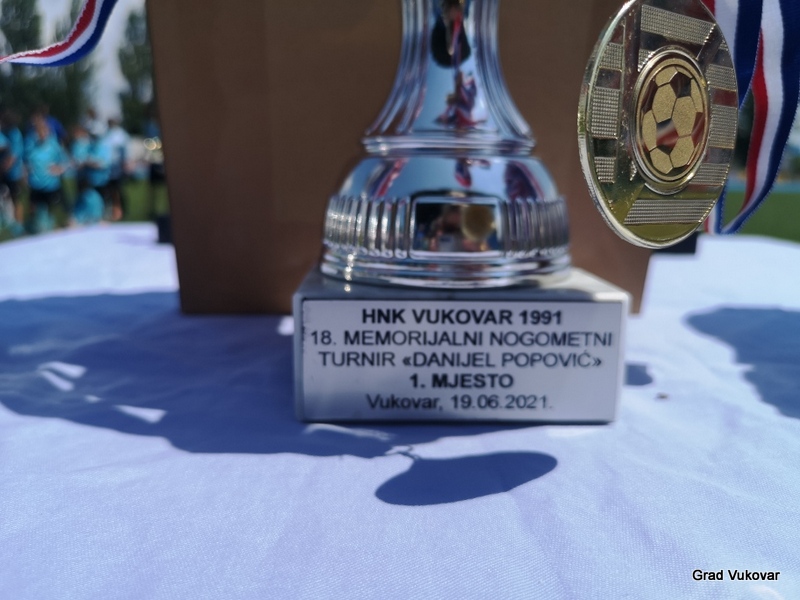 HNK VUKOVAR 1991
18. MEMORIJALNI NOGOMETNI
TURNIR «DANIJEL POPOVIĆ»
1. MJESTO
Vukovar, 19.06.2021.
Grad Vukovar